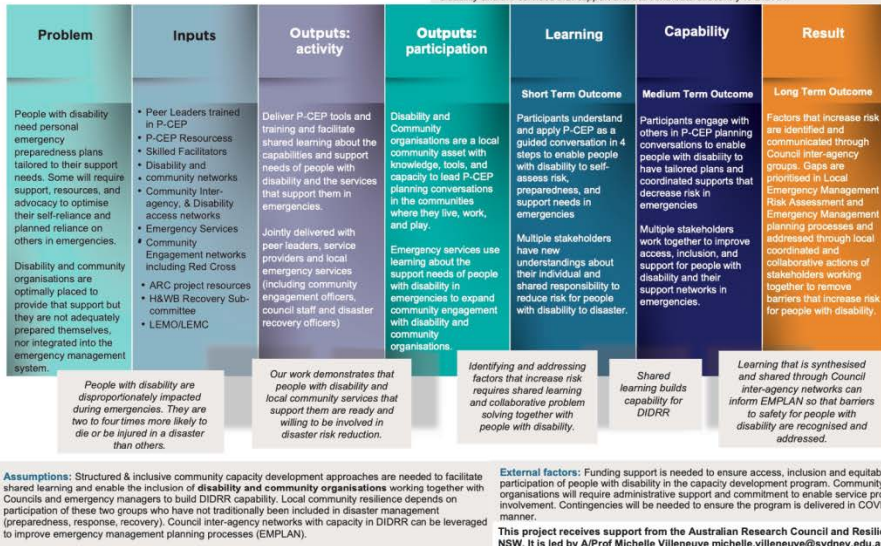 Problem
People with disability
need personal
emergency
preparedness plans
tailored to their support
needs. Some will require
support, resources, and
advocacy to optimise
their self-reliance and
planned reliance on
others in emergencies.
Disability and community
organisations are
optimally placed to
provide that support but
they are not adequately
prepared themselves,
nor integrated into the
emergency management
system.
Inputs
• Peer Leaders trained
in P-CEP
• P-CEP Resourcess
• Skilled Facilitators
• Disability and
• community networks
• Community Inter-
agency, & Disability
access networks
• Emergency Services
• Community
Engagement networks
including Red Cross
• ARC project resources
• H&WB Recovery Sub-
committee
• LEMO/LEMC
Outputs:
activity
Deliver P-CEP tools and
training and facilitate
shared learning about the
capabilities and support
needs of people with
disability and the services
that support them in
emergencies.
Jointly delivered with
peer leaders, service
providers and local
emergency services
(including community
engagement officers,
council staff and disaster
recovery officers)
Outputs:
participation
Disability and
Community
organisations are a local
community asset with
knowledge, tools, and
capacity to lead P-CEP
planning conversations
in the communities
where they live, work,
and play.
Emergency services use
learning about the
support needs of people
with disability in
emergencies to expand
community engagement
with disability and
community
organisations.
Learning
Short Term Outcome
Participants understand
and apply P-CEP as a
guided conversation in 4
steps to enable people
with disability to self-
assess risk,
preparedness, and
support needs in
emergencies
Multiple stakeholders
have new
understandings about
their individual and
shared responsibility to
reduce risk for people
with disability to disaster.
Capability
Medium Term Outcome
Participants engage with
others in P-CEP planning
conversations to enable
people with disability to
have tailored plans and
coordinated supports that
decrease risk in
emergencies
Multiple stakeholders
work together to improve
access, inclusion, and
support for people with
disability and their
support networks in
emergencies.
Result
Long Term Outcome
Factors that increase risk
are identified and
communicated through
Council inter-agency
groups. Gaps are
prioritised in Local
Emergency Management
Risk Assessment and
Emergency Management
planning processes and
addressed through local
coordinated and
collaborative actions of
stakeholders working
together to remove
barriers that increase risk
for people with disability.
People with disability are
disproportionately impacted
during emergencies. They are
two to four times more likely to
die or be injured in a disaster
than others.
Our work demonstrates that
people with disability and
local community services that
support them are ready and
willing to be involved in
disaster risk reduction.
Identifying and addressing
factors that increase risk
requires shared learning
and collaborative problem
solving together with
people with disability.
Shared
learning builds
capability for
DIDRR
Learning that is synthesised
and shared through Council
inter-agency networks can
inform EMPLAN so that barriers
to safety for people with
disability are recognised and
addressed.
Assumptions: Structured & inclusive community capacity development approaches are needed to facilitate
shared learning and enable the inclusion of disability and community organisations working together with
Councils and emergency managers to build DIDRR capability. Local community resilience depends on
participation of these two groups who have not traditionally been included in disaster management
(preparedness, response, recovery). Council inter-agency networks with capacity in DIDRR can be leveraged
to improve emergency management planning processes (EMPLAN).
External factors: Funding support is needed to ensure access, inclusion and equitab
participation of people with disability in the capacity development program. Community
organisations will require administrative support and commitment to enable service pro
involvement. Contingencies will be needed to ensure the program is delivered in COVI
manner.
This project receives support from the Australian Research Council and Resilie
NSW. It is led by A/Prof Michelle Villeneuve michelle.villeneuve@sydney.edu.a